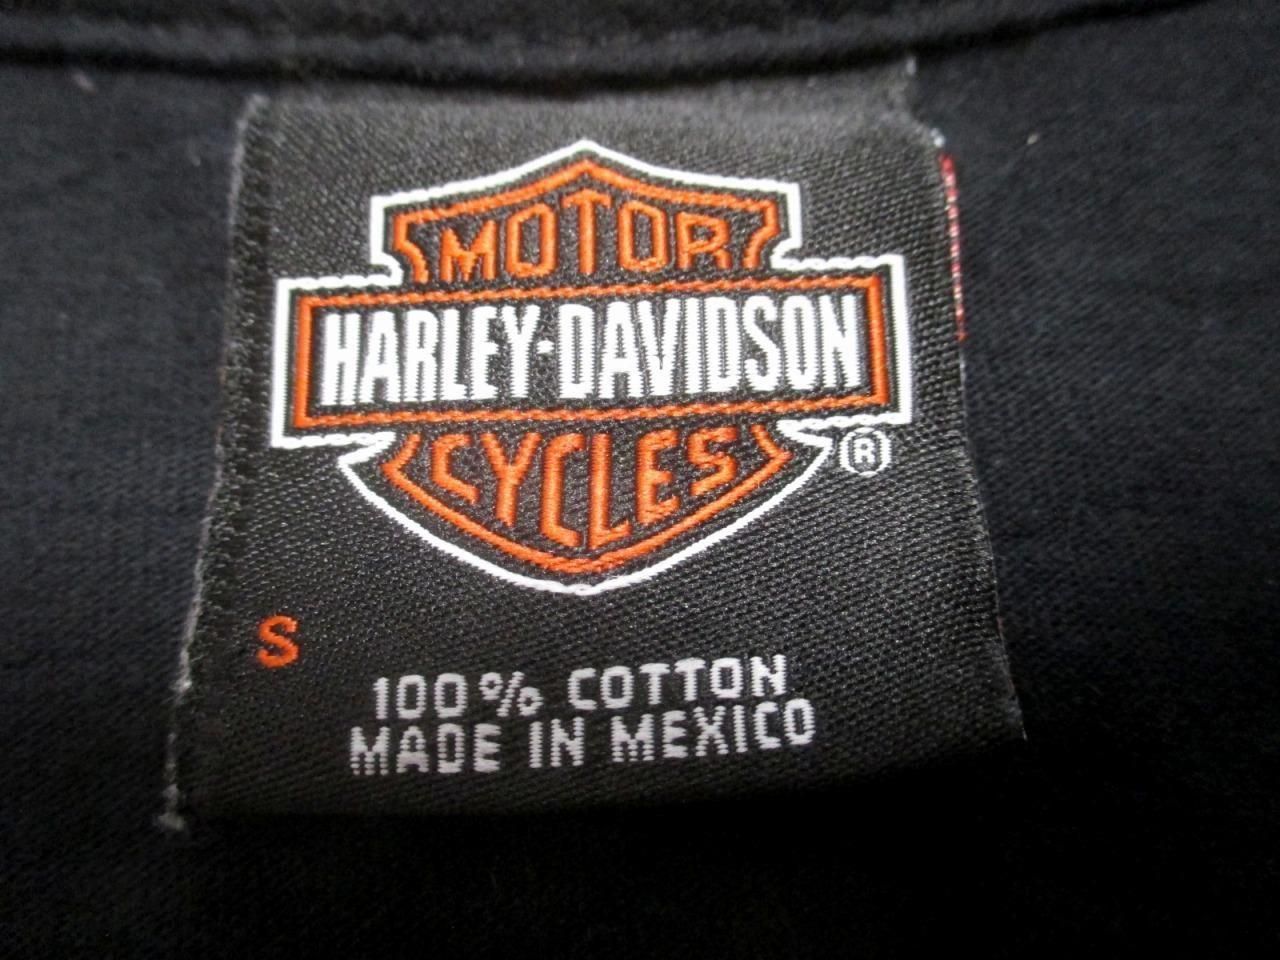 MOTOR
HARLEY-DAVIDSON
CYCLES
®
S
100% COTTON
MADE IN MEXICO